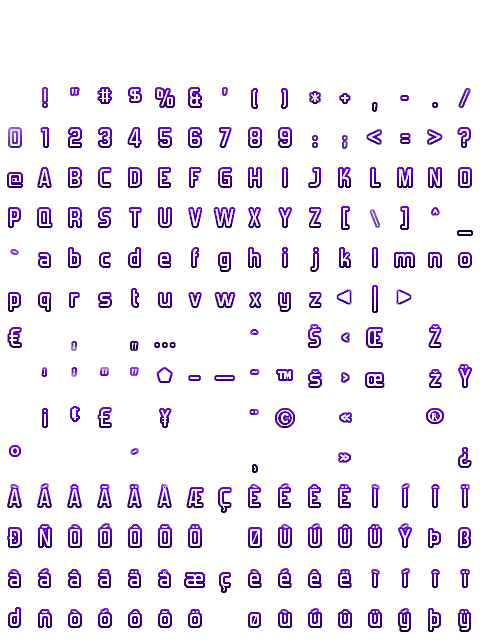 ! " # $ % & ' ( ) * + , - . /
0 1 2 3 4 5 6 7 8 9 : ; < = > ?
@ A B C D E F G H I J K L M N O
P Q R S T U V W X Y Z [ \ ] ^ _
` a b c d e f g h i j k l m n o
p q r s t u v w x y z ◁ | ▷
€ ‚ „ … ˆ Š ‹ Œ Ž
‘ ’ “ ” • – — ˜ ™ š › œ ž Ÿ
¡ ¢ £ ¥ ¨ © « ®
° ´ ¸ » ¿
À Á Â Ã Ä Å Æ Ç È É Ê Ë Ì Í Î Ï
Ð Ñ Ò Ó Ô Õ Ö Ø Ù Ú Û Ü Ý Þ ß
à á â ã ä å æ ç è é ê ë ì í î ï
ð ñ ò ó ô õ ö ø ù ú û ü ý þ ÿ